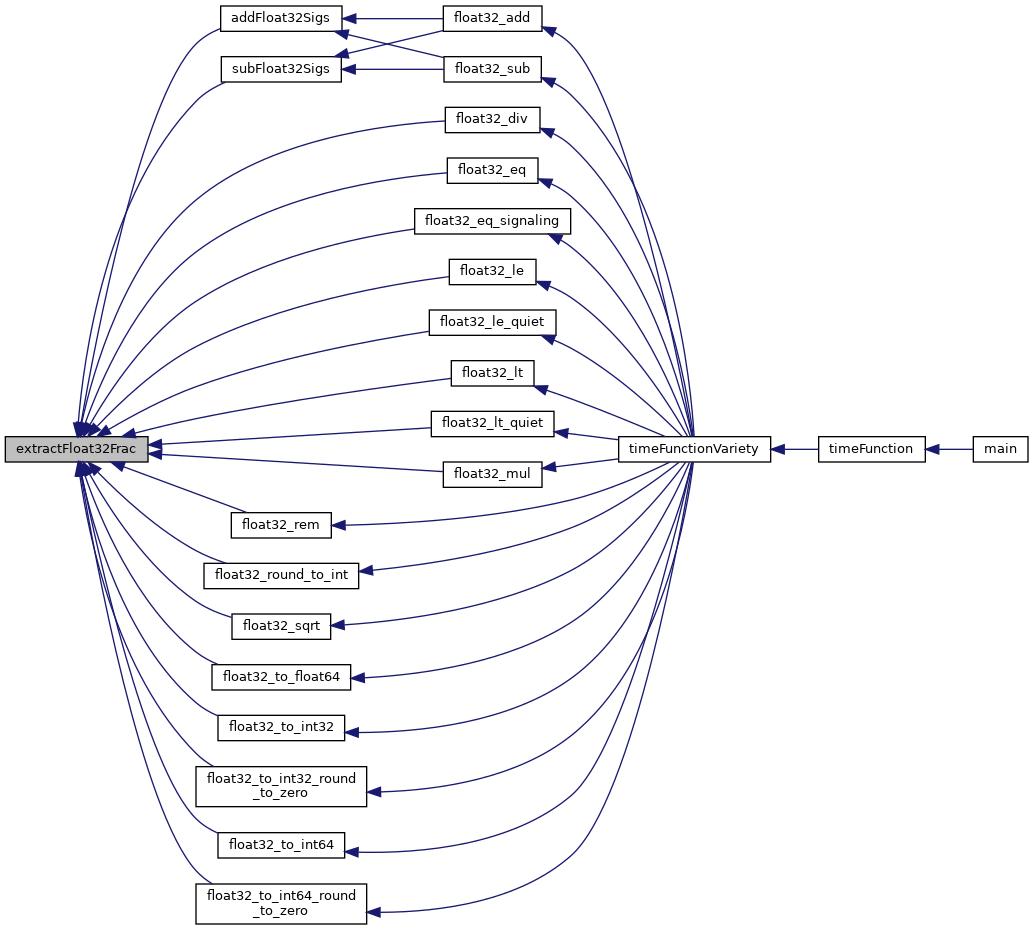 addFloat32Sigs
float32_add
subFloat32Sigs
float32_sub
float32_div
float32_eq
float32_eq_signaling
float32_le
float32_le_quiet
float32_lt
float32_lt_quiet
extractFloat32Frac
timeFunctionVariety
timeFunction
main
float32_mul
float32_rem
float32_round_to_int
float32_sqrt
float32_to_float64
float32_to_int32
float32_to_int32_round
_to_zero
float32_to_int64
float32_to_int64_round
_to_zero